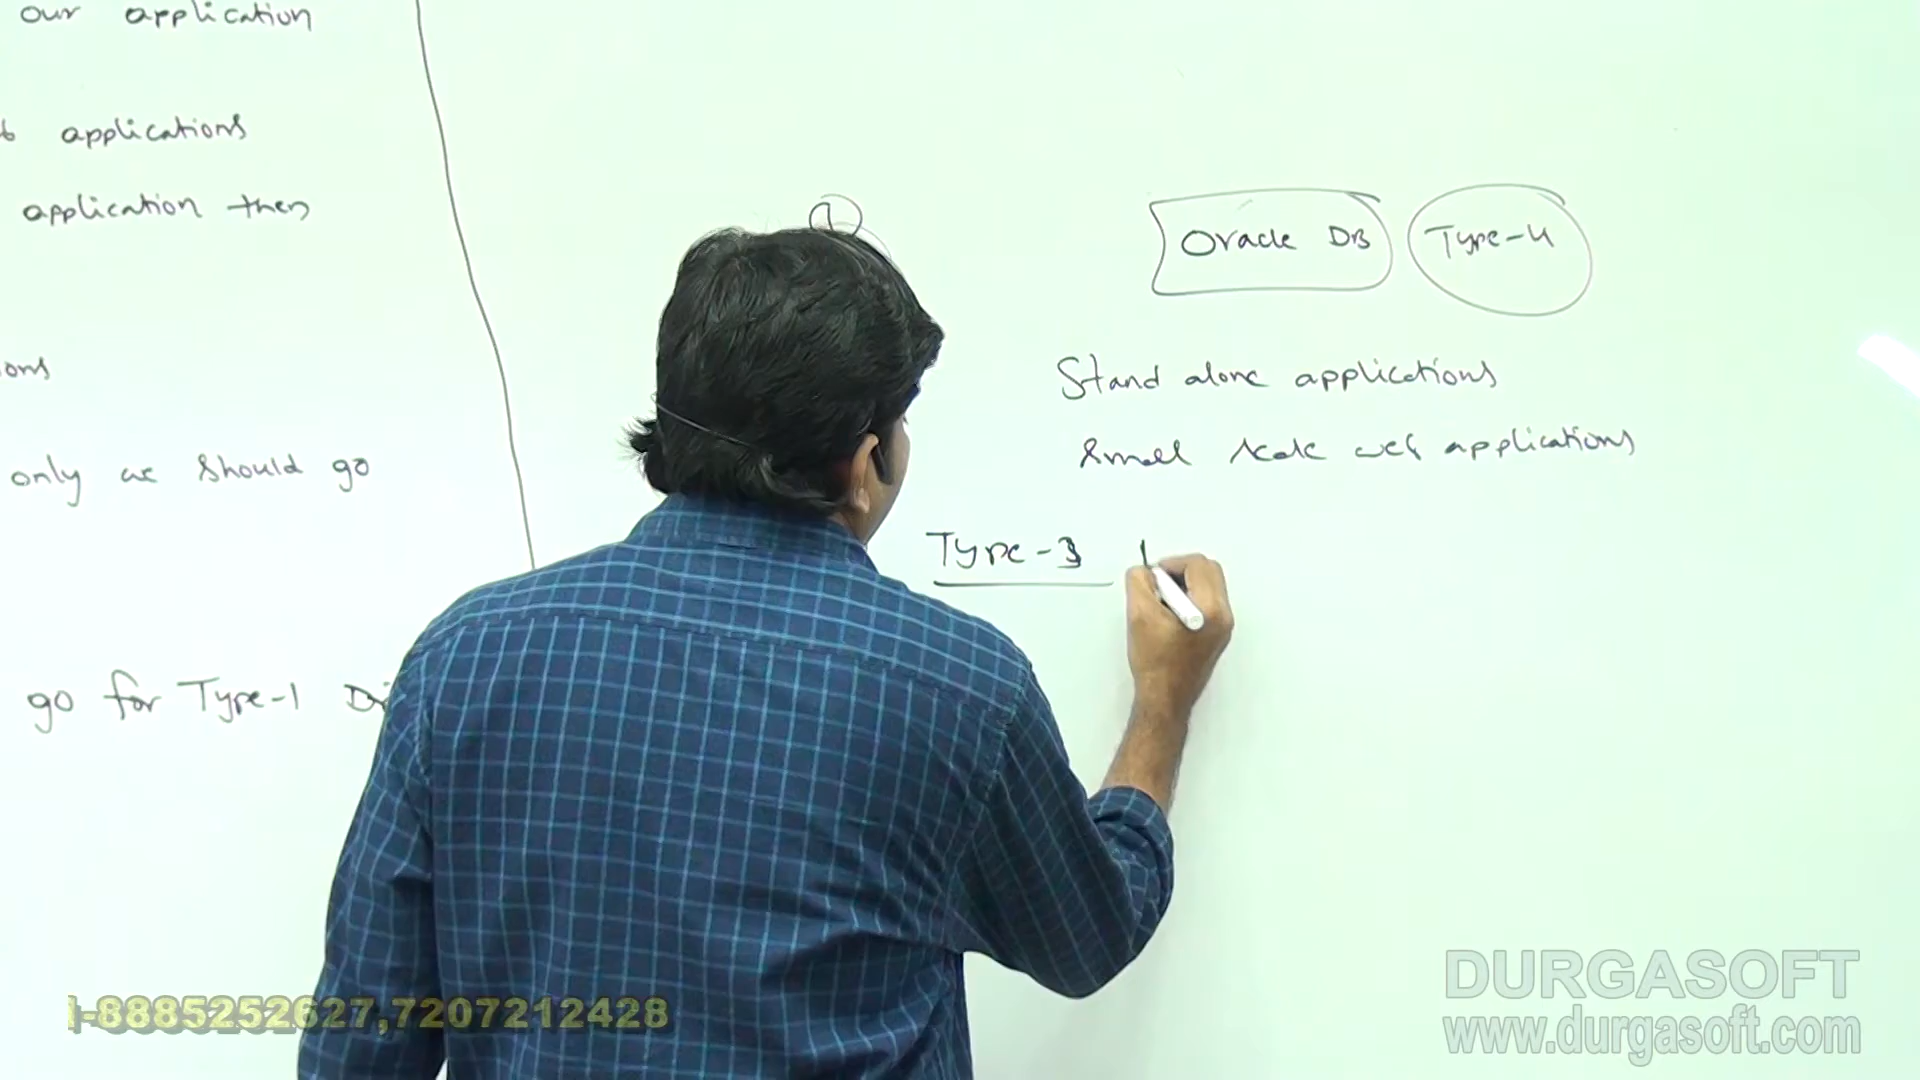 our application
applications
application then
ons
only we should go
go for Type-1
1
Oracle DB
Type-4
Stand alone applications
Small Scale web applications
Type-3
-8885252627,7207212428
DURGASOFT
www.durgasoft.com